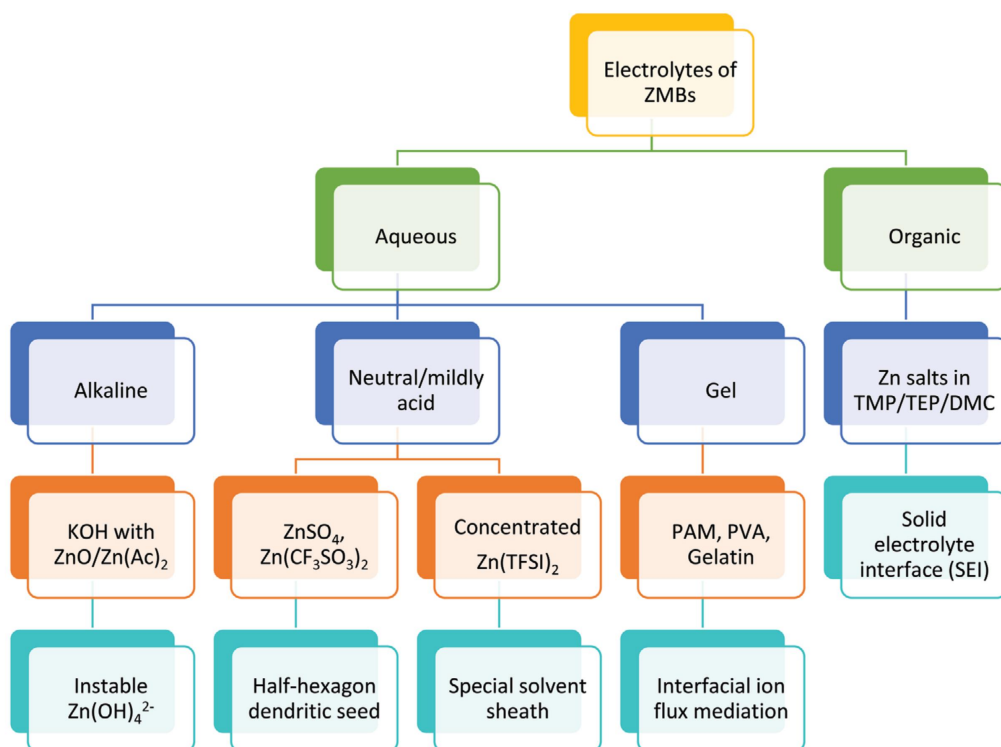 Electrolytes of
ZMBs
Aqueous
Organic
Alkaline
Neutral/mildly
acid
Gel
Zn salts in
TMP/TEP/DMC
KOH with
ZnO/Zn(Ac)₂
ZnSO₄,
Zn(CF₃SO₃)₂
Concentrated
Zn(TFSI)₂
PAM, PVA,
Gelatin
Solid
electrolyte
interface (SEI)
Instable
Zn(OH)₄²⁻
Half-hexagon
dendritic seed
Special solvent
sheath
Interfacial ion
flux mediation